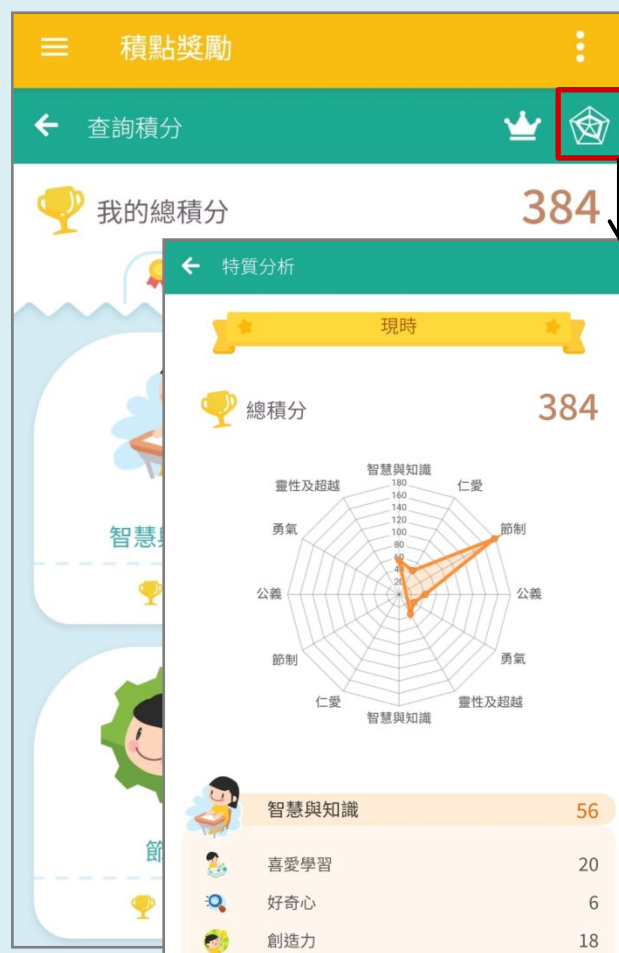 積點獎勵
查詢積分
我的總積分 384
特質分析
現時
總積分 384
智慧與知識
靈性及超越 仁愛
勇氣 節制
公義 公義
節制 勇氣
仁愛 靈性及超越
智慧與知識
180
160
140
120
100
80
60
40
20
智慧
節
智慧與知識 56
喜愛學習 20
好奇心 6
創造力 18